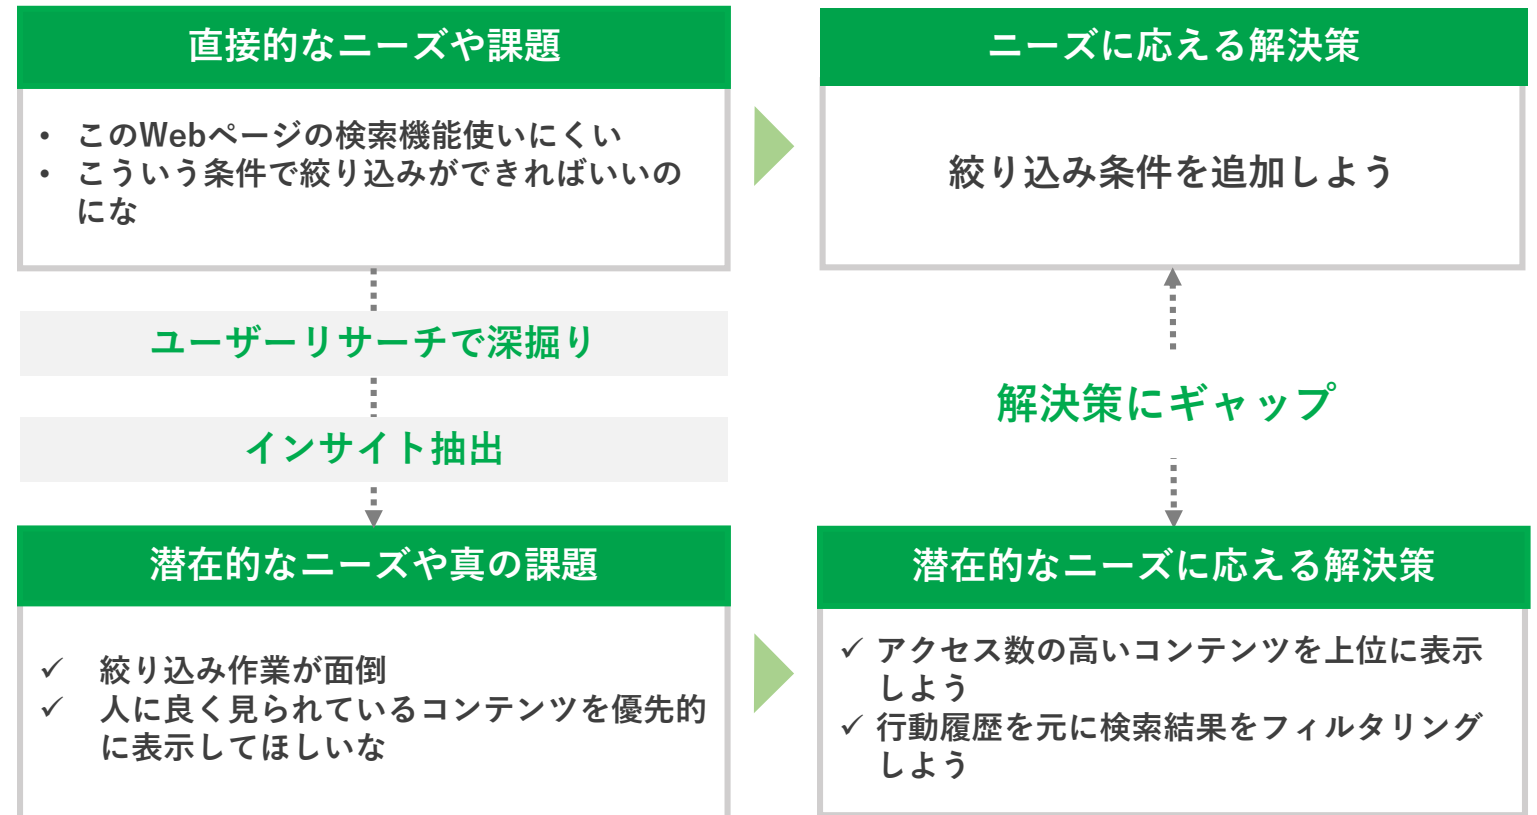 直接的なニーズや課題
• このWebページの検索機能使いにくい
• こういう条件で絞り込みができればいいの
にな
ニーズに応える解決策
絞り込み条件を追加しよう
ユーザーリサーチで深掘り
インサイト抽出
解決策にギャップ
潜在的なニーズや真の課題
✓ 絞り込み作業が面倒
✓ 人に良く見られているコンテンツを優先的
に表示してほしいな
潜在的なニーズに応える解決策
✓ アクセス数の高いコンテンツを上位に表示
しよう
✓ 行動履歴を元に検索結果をフィルタリング
しよう